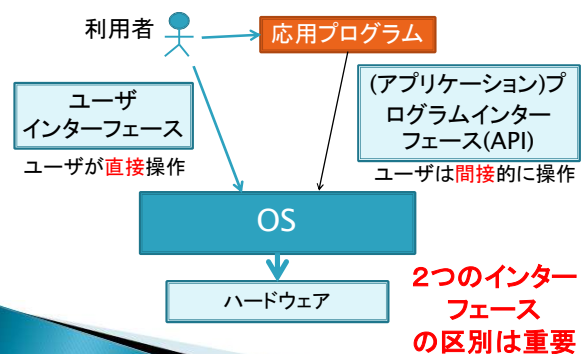 利用者
応用プログラム
ユーザ
インターフェース
ユーザが直接操作
(アプリケーション)プ
ログラムインター
フェース(API)
ユーザは間接的に操作
OS
ハードウェア
２つのインター
フェース
の区別は重要